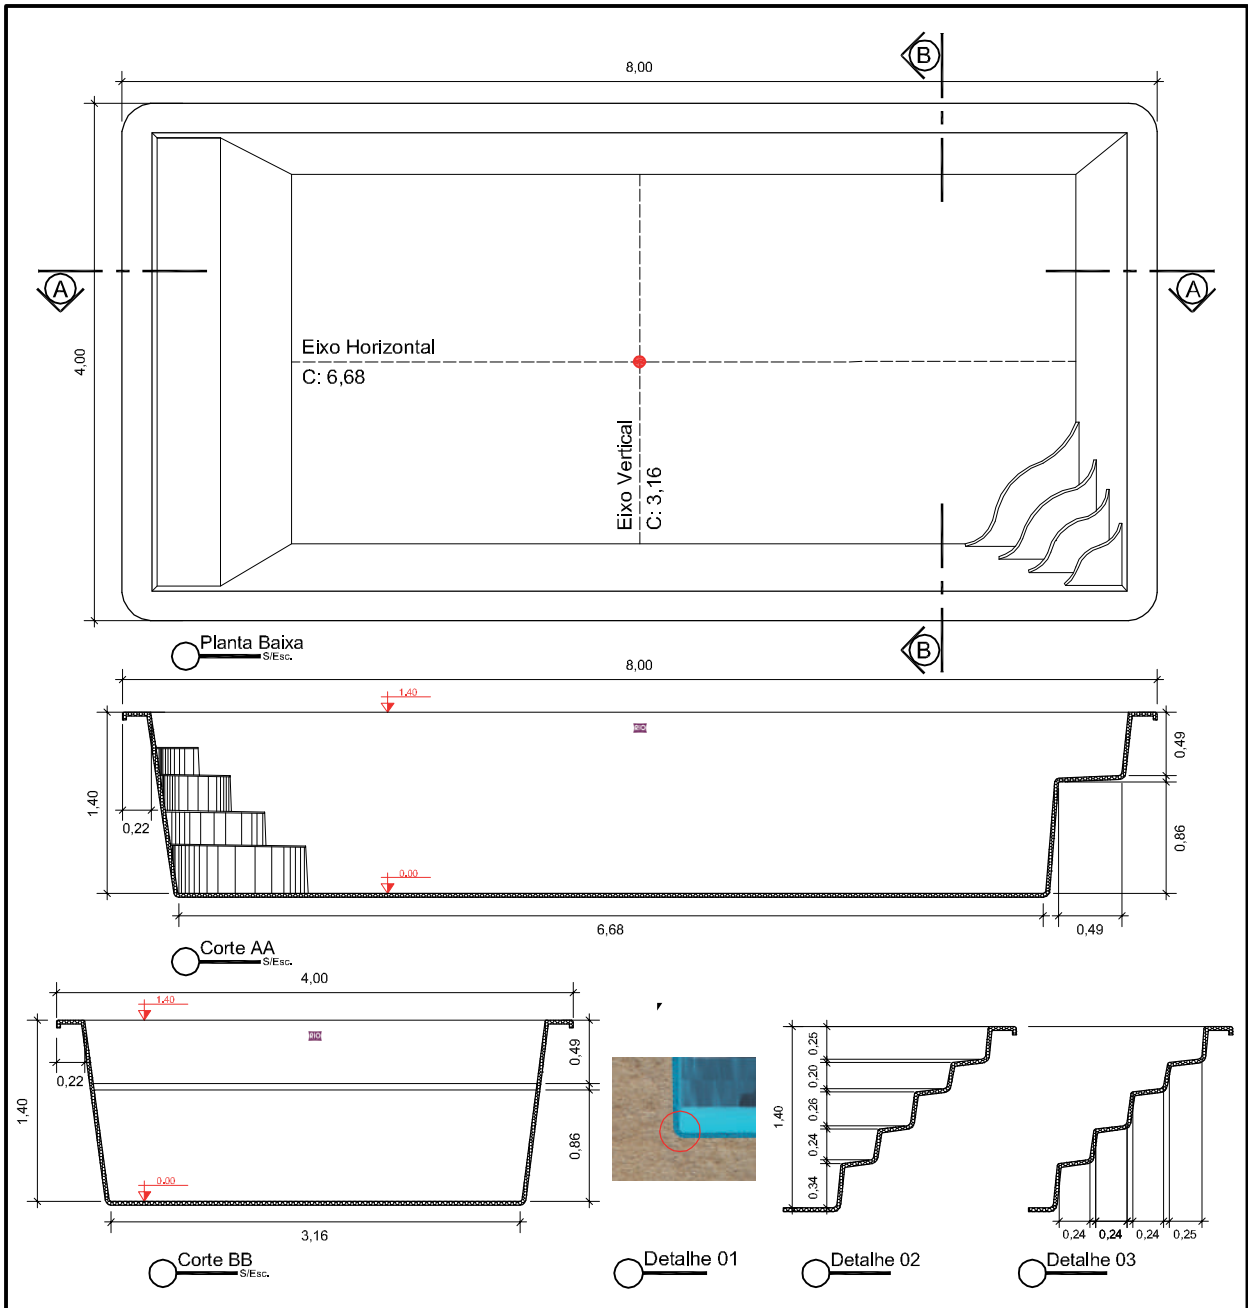 8,00
B
A
A
4,00
Eixo Horizontal
C: 6,68
Eixo Vertical
C: 3,16
B
Planta Baixa
S/Esc.
8,00
1,40
BIO
0,49
1,40
0,22
0,86
0,00
6,68
0,49
Corte AA
S/Esc.
4,00
1,40
BIO
0,49
0,22
1,40
0,86
0,00
3,16
Corte BB
S/Esc.
Detalhe 01
0,25
0,20
0,26
1,40
0,24
0,34
Detalhe 02
0,24
0,24
0,24
0,25
Detalhe 03